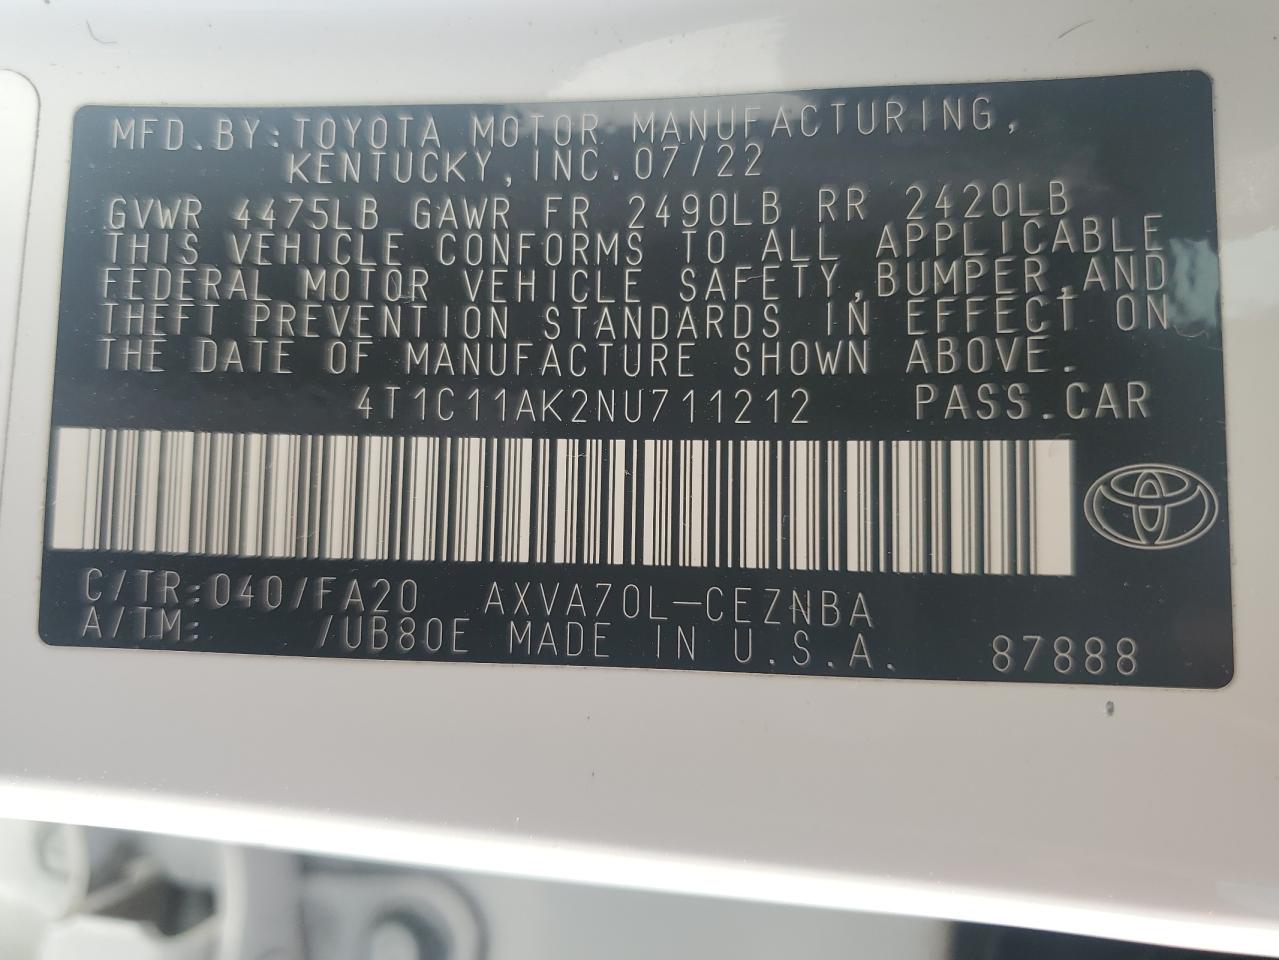 MFD.BY:TOYOTA MOTOR MANUFACTURING,
KENTUCKY, INC. 07/22
GVWR 4475LB GAWR FR 2490LB RR 2420LB
THIS VEHICLE CONFORMS TO ALL APPLICABLE
FEDERAL MOTOR VEHICLE SAFETY,BUMPER,AND
THEFT PREVENTION STANDARDS IN EFFECT ON
THE DATE OF MANUFACTURE SHOWN ABOVE.
4T1C11AK2NU711212 PASS.CAR
C/TR:040/FA20 AXVA70L-CEZNBA
A/TM: /UB80E MADE IN U.S.A. 87888